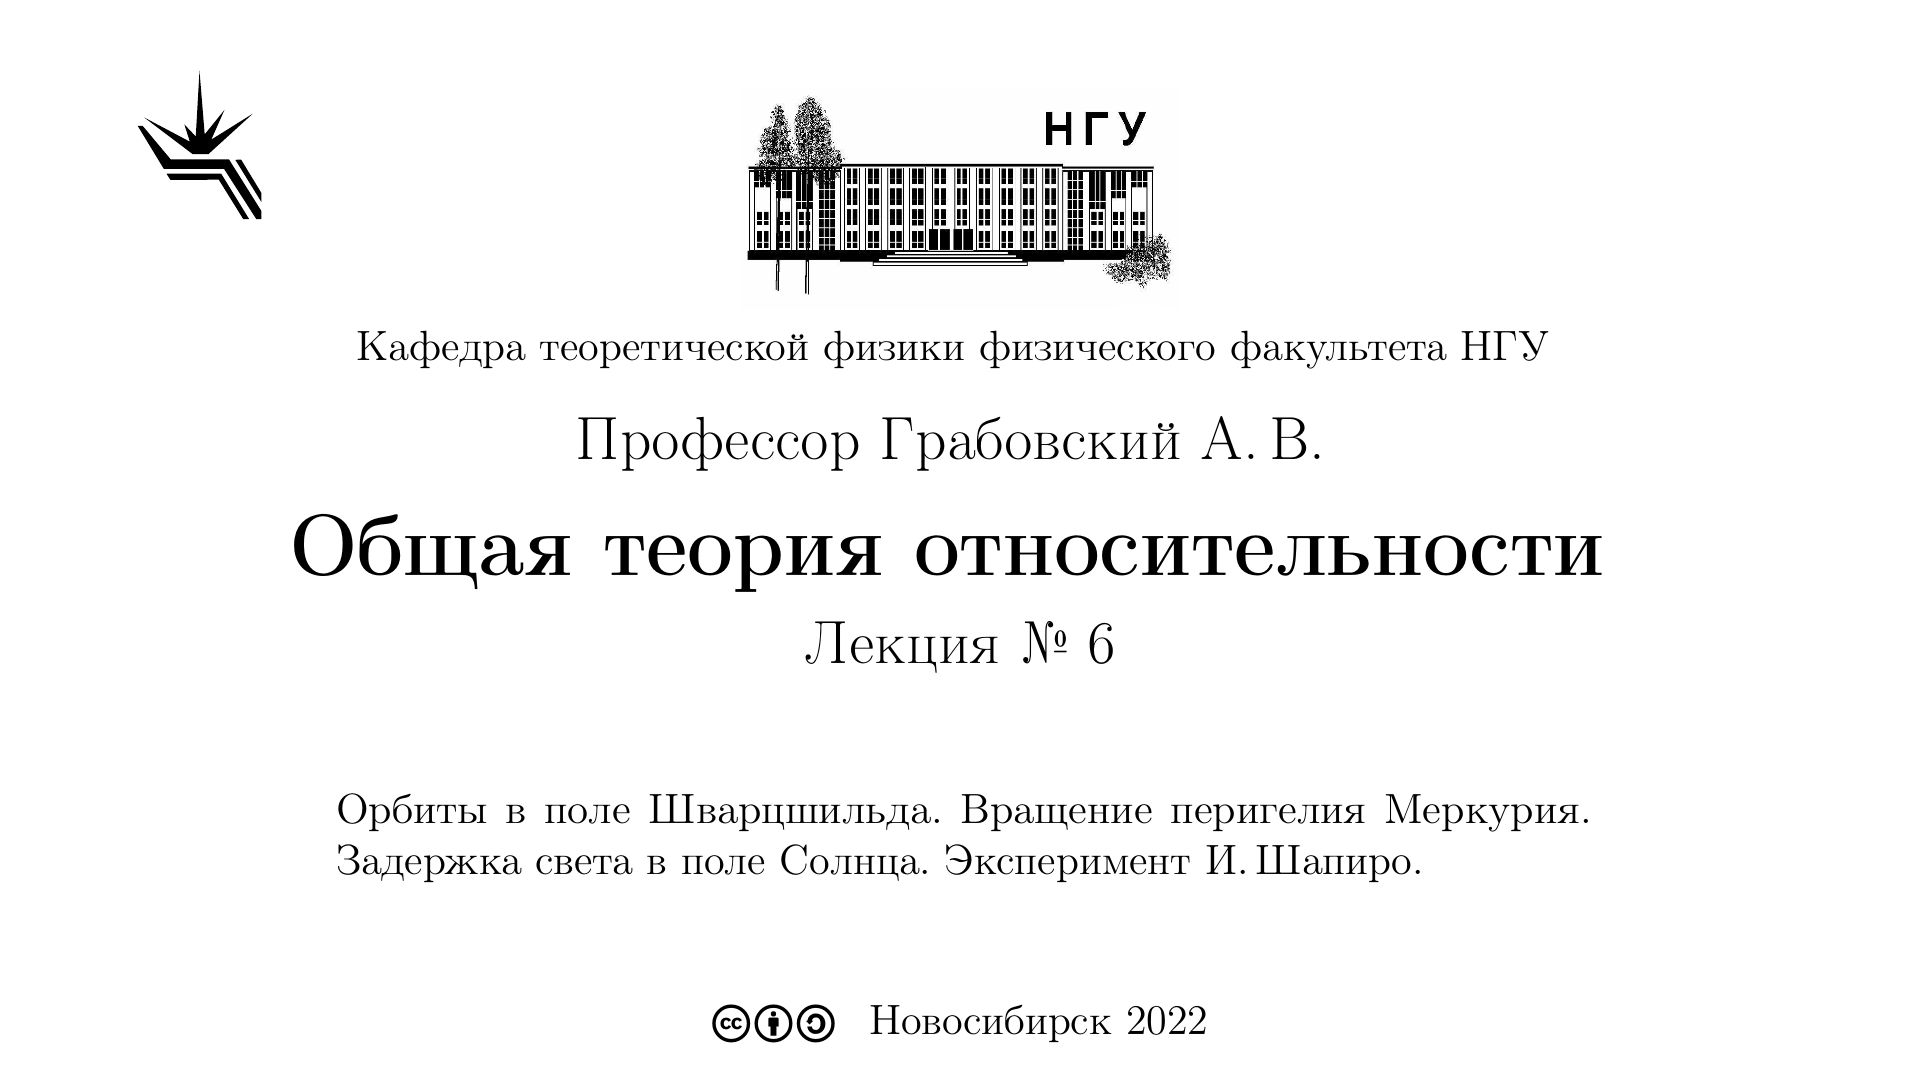 НГУ
Кафедра теоретической физики физического факультета НГУ
Профессор Грабовский А. В.
Общая теория относительности
Лекция № 6
Орбиты в поле Шварцшильда. Вращение перигелия Меркурия.
Задержка света в поле Солнца. Эксперимент И. Шапиро.
cc Новосибирск 2022